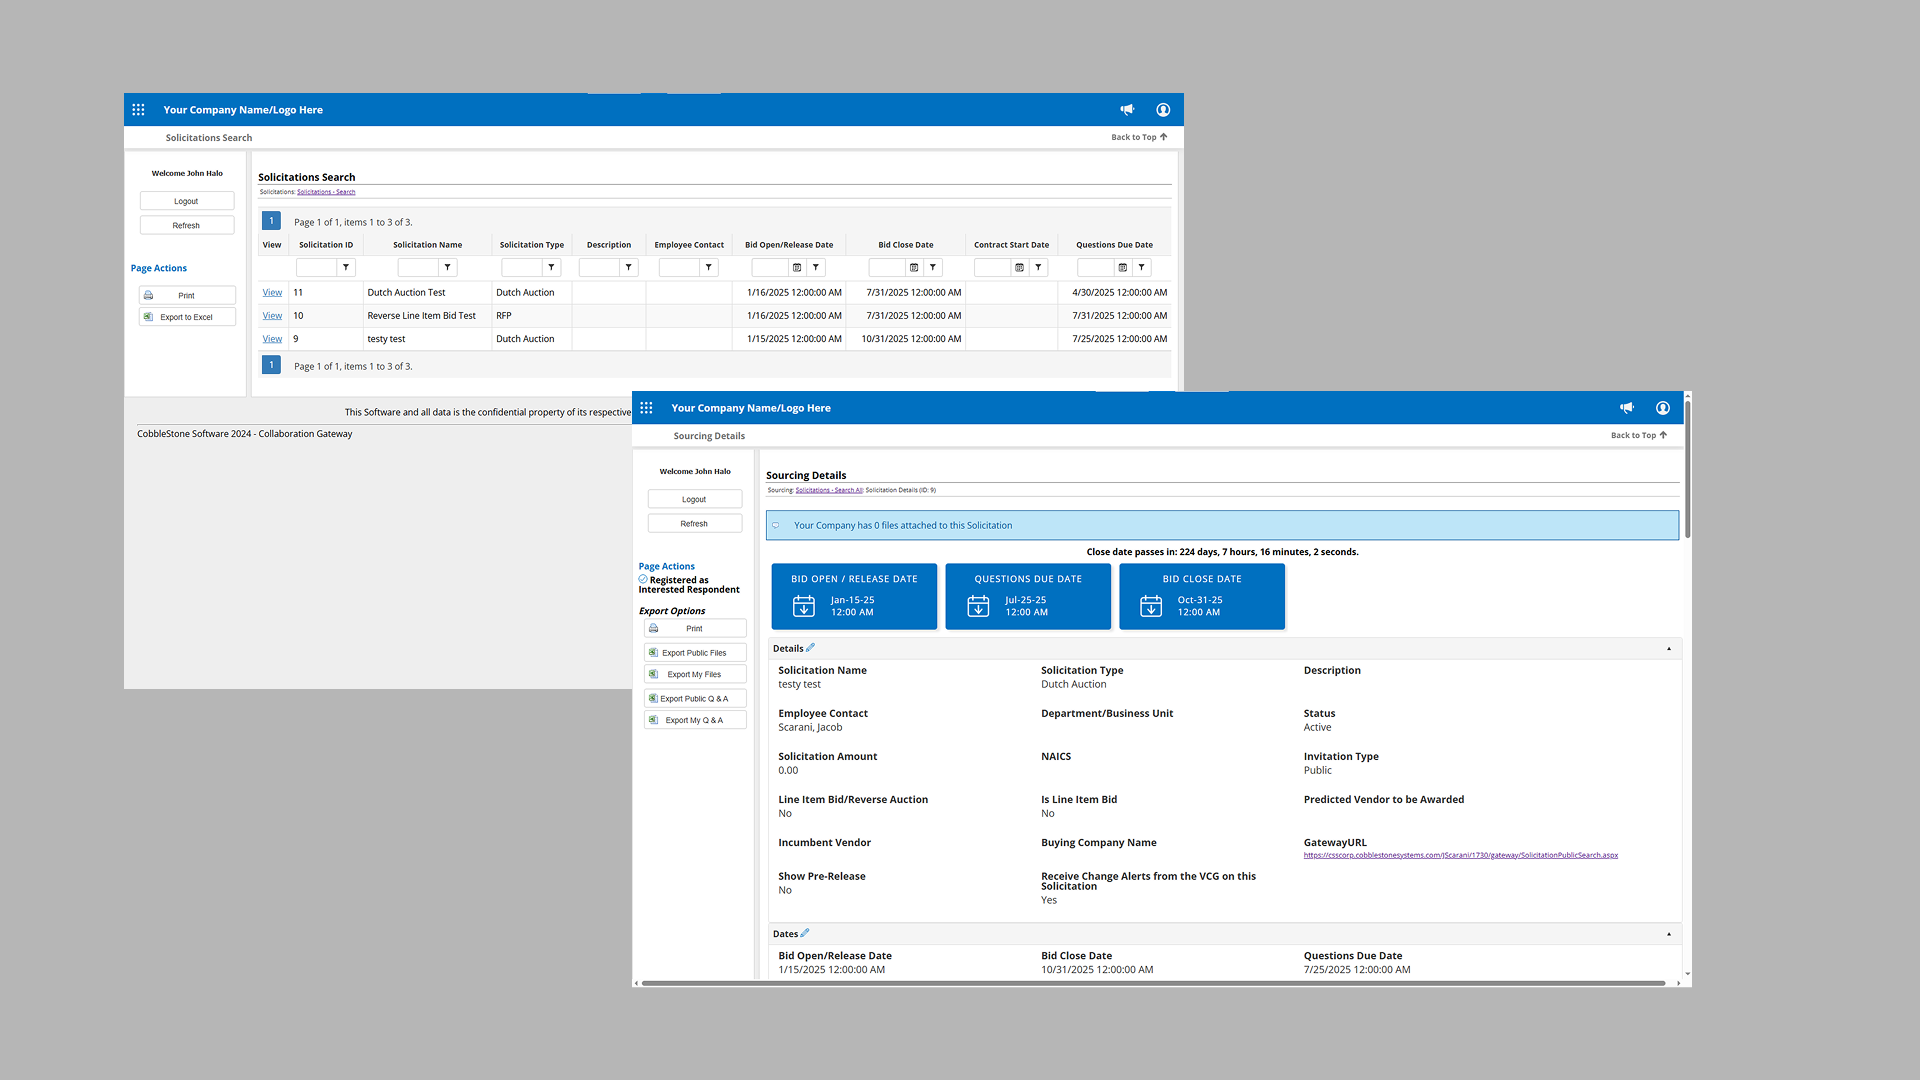 Your Company Name/Logo Here
Solicitations Search
Back to Top
Welcome John Halo
Logout
Refresh
Page Actions
Print
Export to Excel
Solicitations Search
Solicitations: Solicitations - Search
1 Page 1 of 1, items 1 to 3 of 3.
View Solicitation ID Solicitation Name Solicitation Type Description Employee Contact Bid Open/Release Date Bid Close Date Contract Start Date Questions Due Date
View 11 Dutch Auction Test Dutch Auction 1/16/2025 12:00:00 AM 7/31/2025 12:00:00 AM 4/30/2025 12:00:00 AM
View 10 Reverse Line Item Bid Test RFP 1/16/2025 12:00:00 AM 7/31/2025 12:00:00 AM 7/31/2025 12:00:00 AM
View 9 testy test Dutch Auction 1/15/2025 12:00:00 AM 10/31/2025 12:00:00 AM 7/25/2025 12:00:00 AM
1 Page 1 of 1, items 1 to 3 of 3.
This Software and all data is the confidential property of its respective
CobbleStone Software 2024 - Collaboration Gateway
Your Company Name/Logo Here
Sourcing Details
Back to Top
Welcome John Halo
Logout
Refresh
Page Actions
Registered as
Interested Respondent
Export Options
Print
Export Public Files
Export My Files
Export Public Q & A
Export My Q & A
Sourcing Details
Sourcing: Solicitations - Search All: Solicitation Details (ID: 9)
Your Company has 0 files attached to this Solicitation
Close date passes in: 224 days, 7 hours, 16 minutes, 2 seconds.
BID OPEN / RELEASE DATE
Jan-15-25
12:00 AM
QUESTIONS DUE DATE
Jul-25-25
12:00 AM
BID CLOSE DATE
Oct-31-25
12:00 AM
Details
Solicitation Name Solicitation Type Description
testy test Dutch Auction
Employee Contact Department/Business Unit Status
Scarani, Jacob Active
Solicitation Amount NAICS Invitation Type
0.00 Public
Line Item Bid/Reverse Auction Is Line Item Bid Predicted Vendor to be Awarded
No No
Incumbent Vendor Buying Company Name GatewayURL
https://csscorp.cobblestonesystems.com/JScarani/1730/gateway/SolicitationPublicSearch.aspx
Show Pre-Release Receive Change Alerts from the VCG on this
Solicitation
No Yes
Dates
Bid Open/Release Date Bid Close Date Questions Due Date
1/15/2025 12:00:00 AM 10/31/2025 12:00:00 AM 7/25/2025 12:00:00 AM